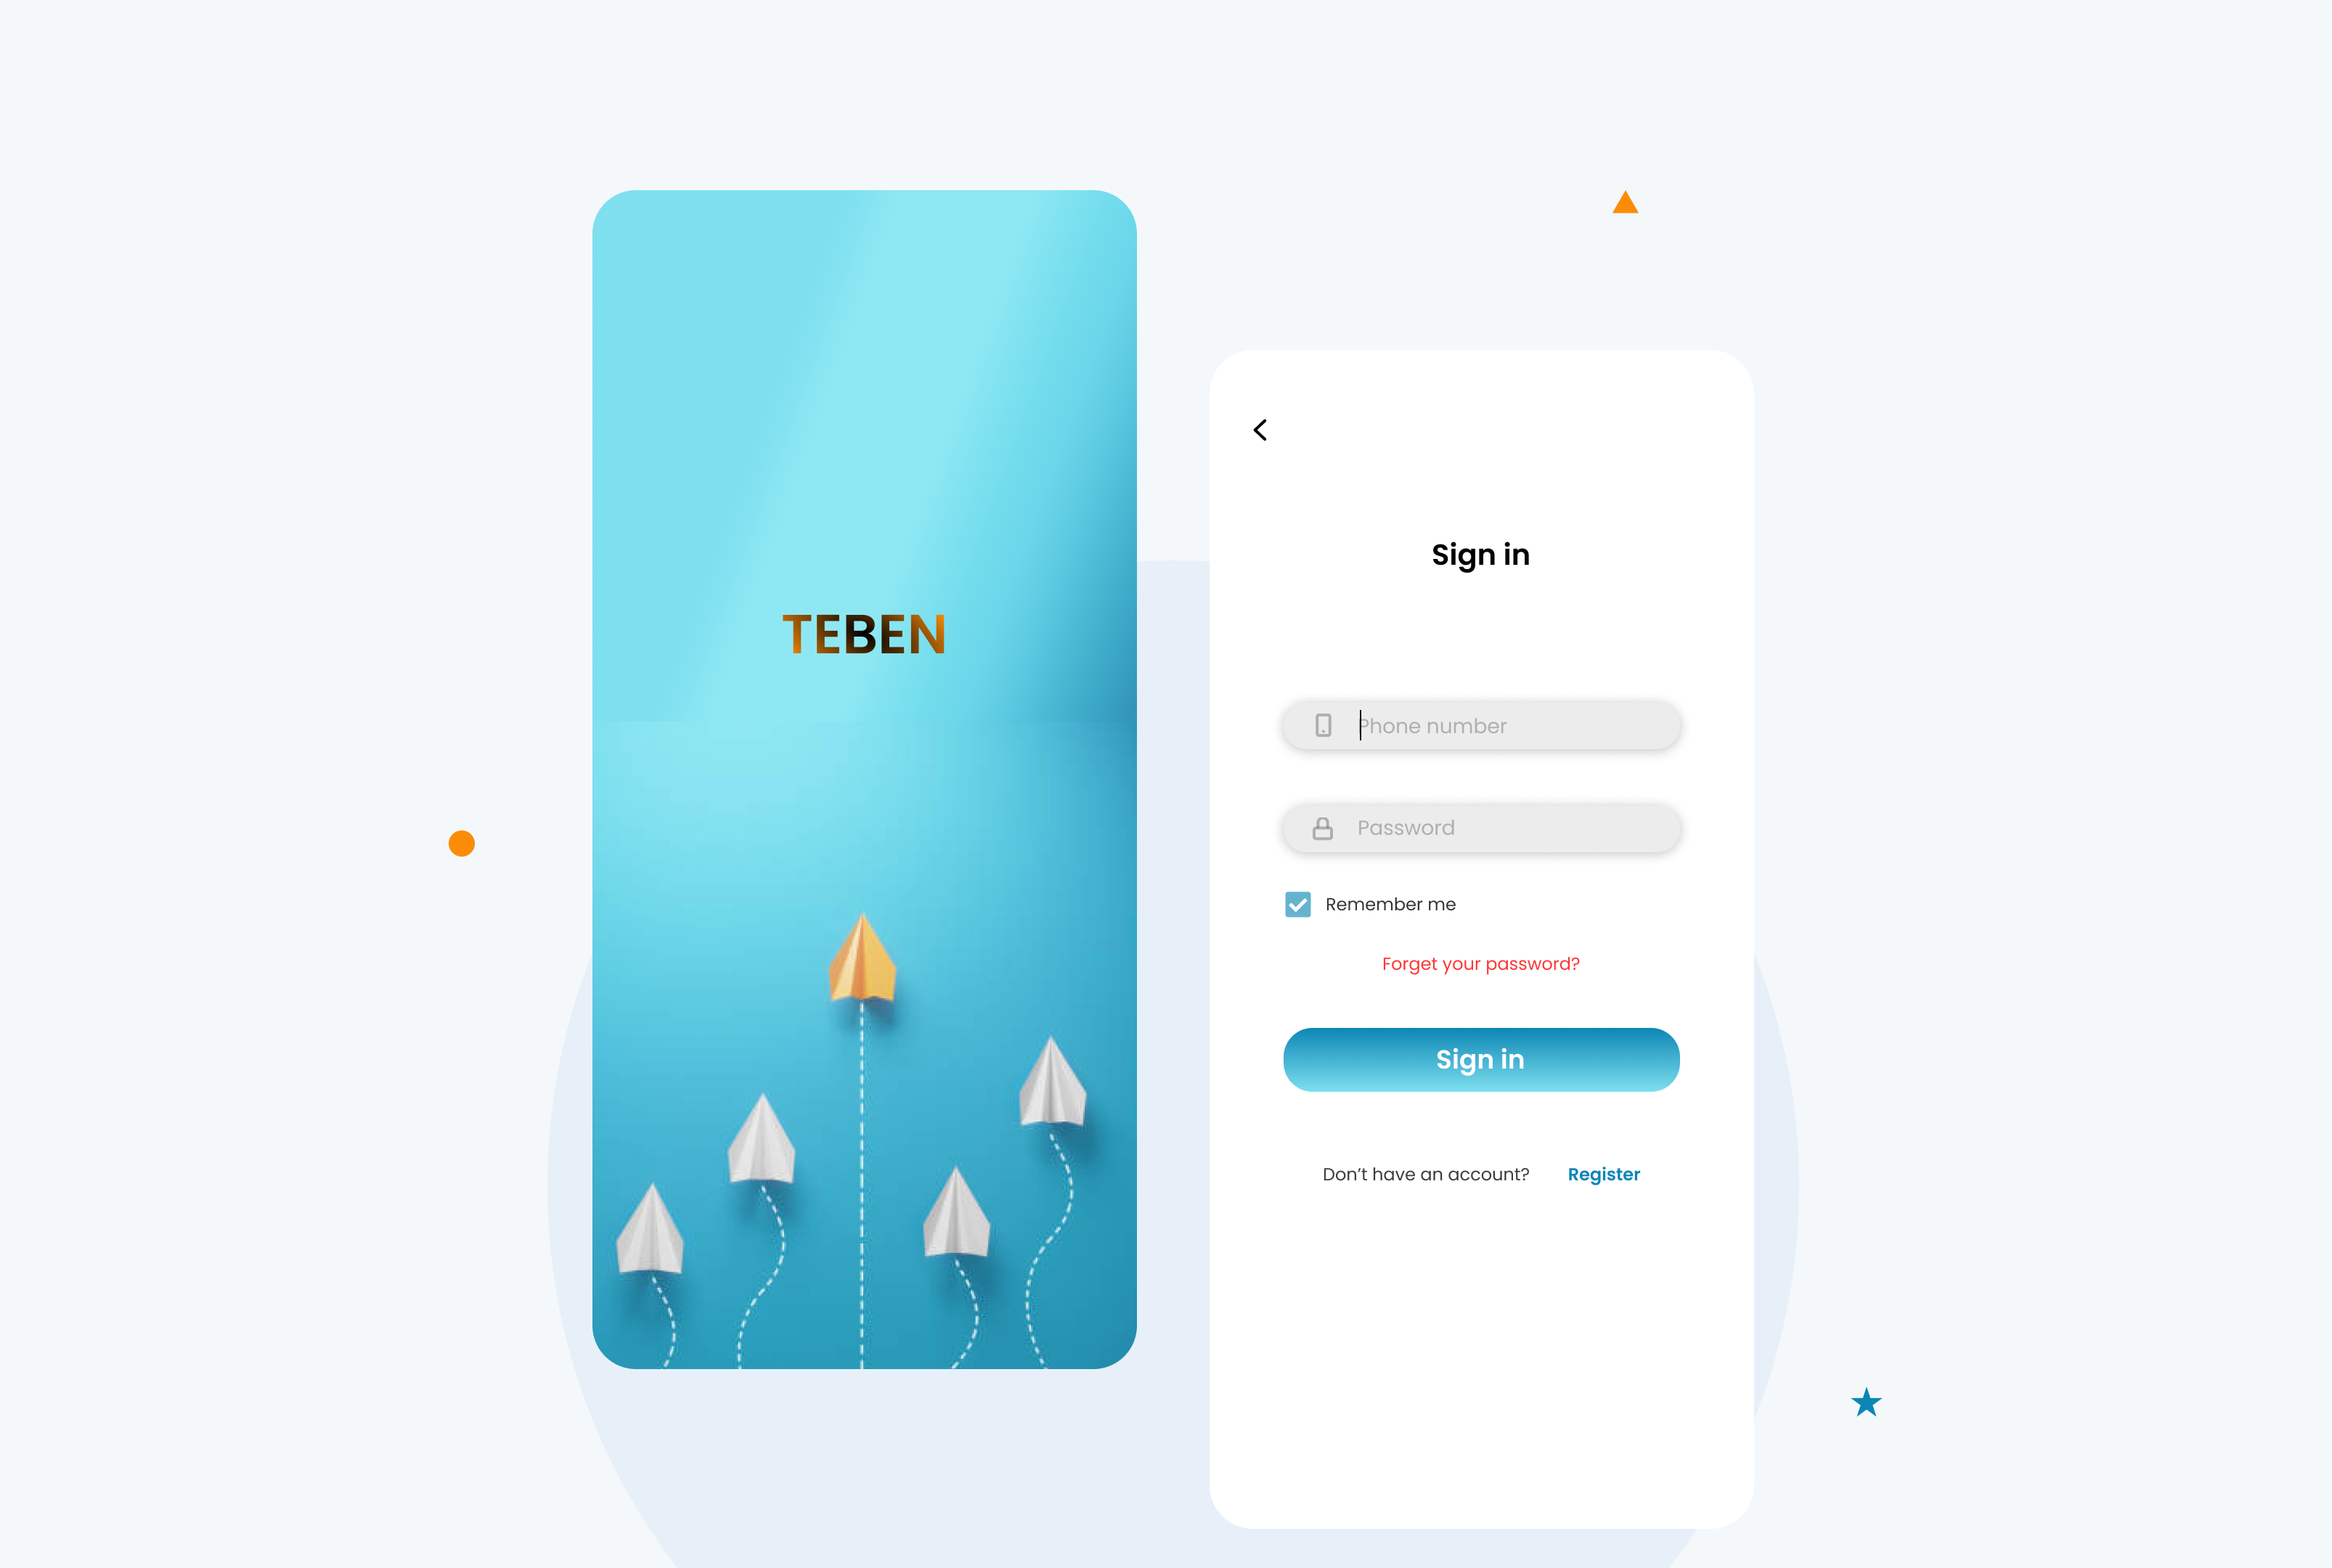 TEBEN
Sign in
Phone number
Password
Remember me
Forget your password?
Sign in
Don’t have an account? Register